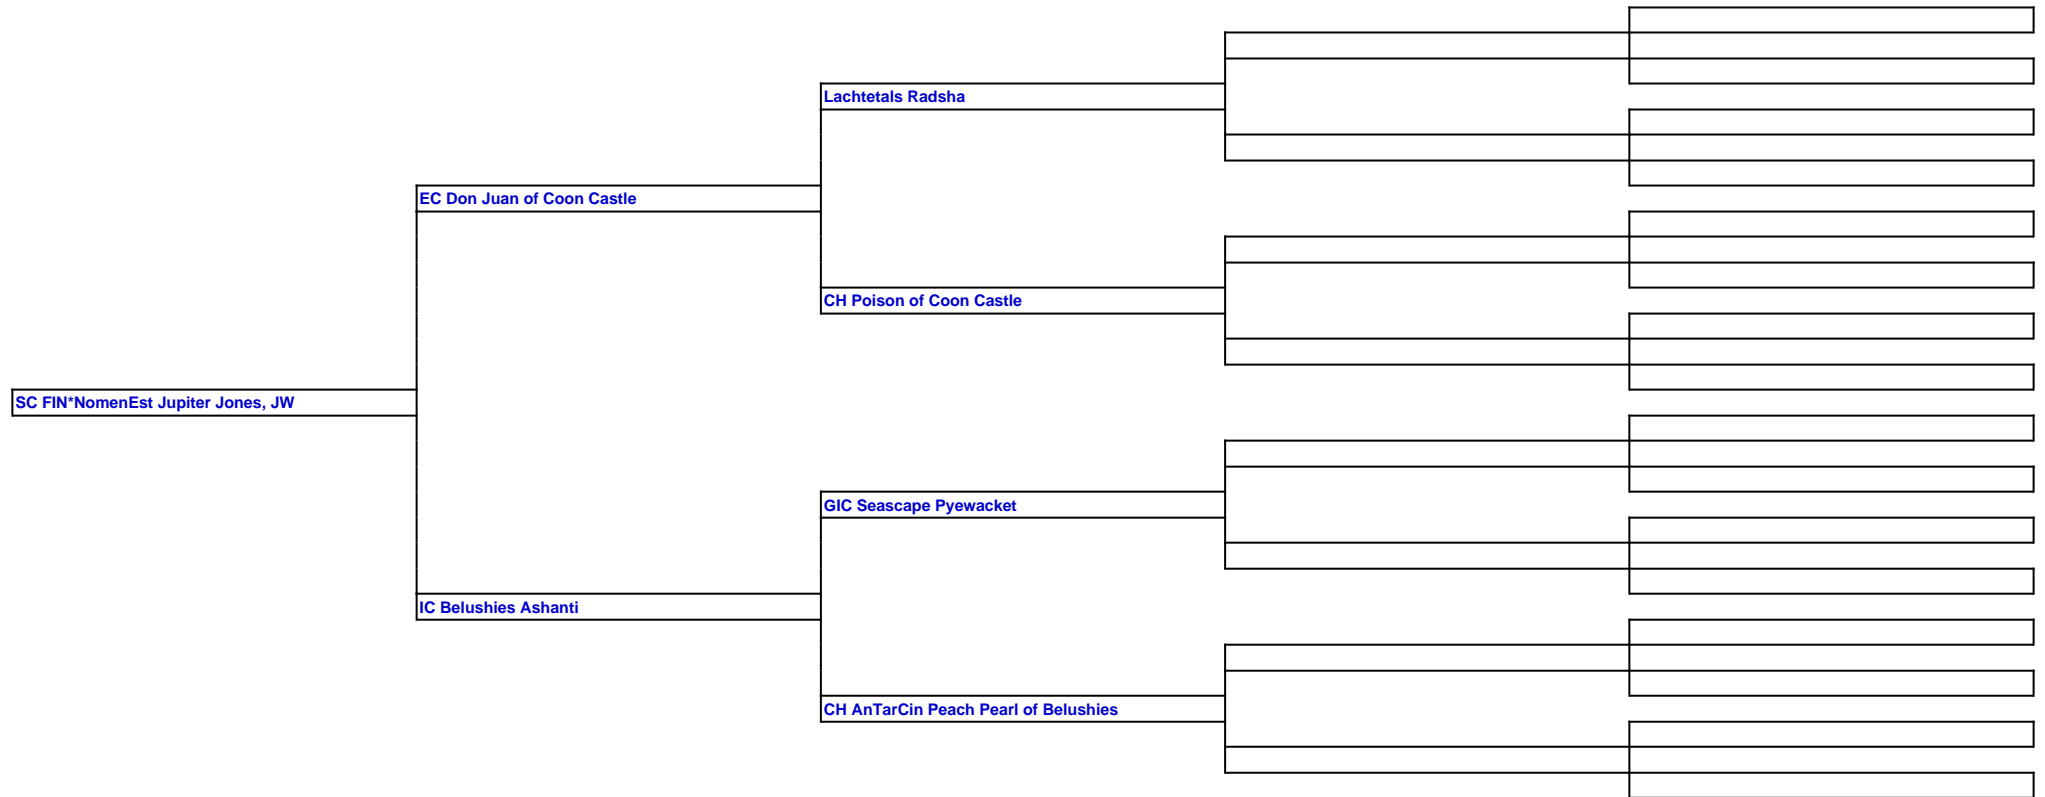 Lachtetals Radsha
EC Don Juan of Coon Castle
CH Poison of Coon Castle
SC FIN*NomenEst Jupiter Jones, JW
GIC Seascape Pyewacket
IC Belushies Ashanti
CH AnTarCin Peach Pearl of Belushies